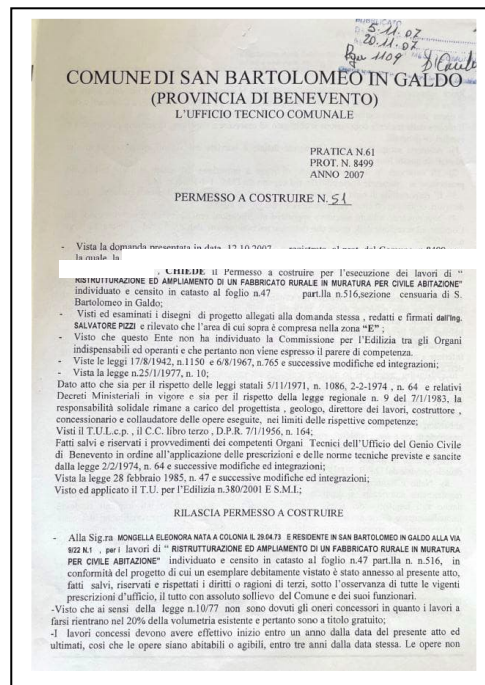 PUBBLICATO
5.11.07
20.11.07
1109
COMUNE DI SAN BARTOLOMEO IN GALDO
(PROVINCIA DI BENEVENTO)
L'UFFICIO TECNICO COMUNALE
PRATICA N.61
PROT. N. 8499
ANNO 2007
PERMESSO A COSTRUIRE N. 51
- Vista la domanda presentata in data 12.10.2007
la quale la
, CHIEDE il Permesso a costruire per l'esecuzione dei lavori di "
RISTRUTTURAZIONE ED AMPLIAMENTO DI UN FABBRICATO RURALE IN MURATURA PER CIVILE ABITAZIONE"
individuato e censito in catasto al foglio n.47 part.lla n.516,sezione censuaria di S.
Bartolomeo in Galdo;
- Visti ed esaminati i disegni di progetto allegati alla domanda stessa , redatti e firmati dall'Ing.
SALVATORE PIZZI e rilevato che l'area di cui sopra è compresa nella zona "E" ;
- Visto che questo Ente non ha individuato la Commissione per l'Edilizia tra gli Organi
indispensabili ed operanti e che pertanto non viene espresso il parere di competenza.
- Viste le leggi 17/8/1942, n.1150 e 6/8/1967, n.765 e successive modifiche ed integrazioni;
- Vista la legge n.25/1/1977, n. 10;
Dato atto che sia per il rispetto delle leggi statali 5/11/1971, n. 1086, 2-2-1974 , n. 64 e relativi
Decreti Ministeriali in vigore e sia per il rispetto della legge regionale n. 9 del 7/1/1983, la
responsabilità solidale rimane a carico del progettista , geologo, direttore dei lavori, costruttore ,
concessionario e collaudatore delle opere eseguite, nei limiti delle rispettive competenze;
Visti il T.U.L.c.p. , il C.C. libro terzo , D.P.R. 7/1/1956, n. 164;
Fatti salvi e riservati i provvedimenti dei competenti Organi Tecnici dell'Ufficio del Genio Civile
di Benevento in ordine all'applicazione delle prescrizioni e delle norme tecniche previste e sancite
dalla legge 2/2/1974, n. 64 e successive modifiche ed integrazioni;
Vista la legge 28 febbraio 1985, n. 47 e successive modifiche ed integrazioni;
Visto ed applicato il T.U. per l'Edilizia n.380/2001 E S.M.I.;
RILASCIA PERMESSO A COSTRUIRE
- Alla Sig.ra MONGELLA ELEONORA NATA A COLONIA IL 29.04.73 E RESIDENTE IN SAN BARTOLOMEO IN GALDO ALLA VIA
9/22 N.1 , per i lavori di " RISTRUTTURAZIONE ED AMPLIAMENTO DI UN FABBRICATO RURALE IN MURATURA
PER CIVILE ABITAZIONE" individuato e censito in catasto al foglio n.47 part.lla n. n.516, in
conformità del progetto di cui un esemplare debitamente vistato è stato annesso al presente atto,
fatti salvi, riservati e rispettati i diritti o ragioni di terzi, sotto l'osservanza di tutte le vigenti
prescrizioni d'ufficio, il tutto con assoluto sollievo del Comune e dei suoi funzionari.
-Visto che ai sensi della legge n.10/77 non sono dovuti gli oneri concessori in quanto i lavori a
farsi rientrano nel 20% della volumetria esistente e pertanto sono a titolo gratuito;
-I lavori concessi devono avere effettivo inizio entro un anno dalla data del presente atto ed
ultimati, così che le opere siano abitabili o agibili, entro tre anni dalla data stessa. Le opere non